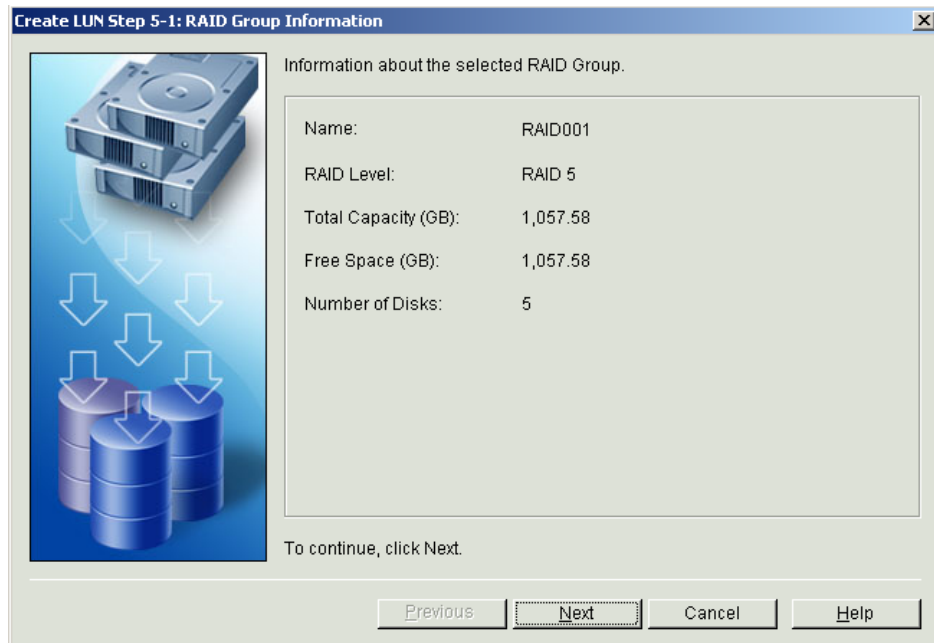 Create LUN Step 5-1: RAID Group Information
Information about the selected RAID Group.
Name: RAID001
RAID Level: RAID 5
Total Capacity (GB): 1,057.58
Free Space (GB): 1,057.58
Number of Disks: 5
To continue, click Next.
Previous Next Cancel Help